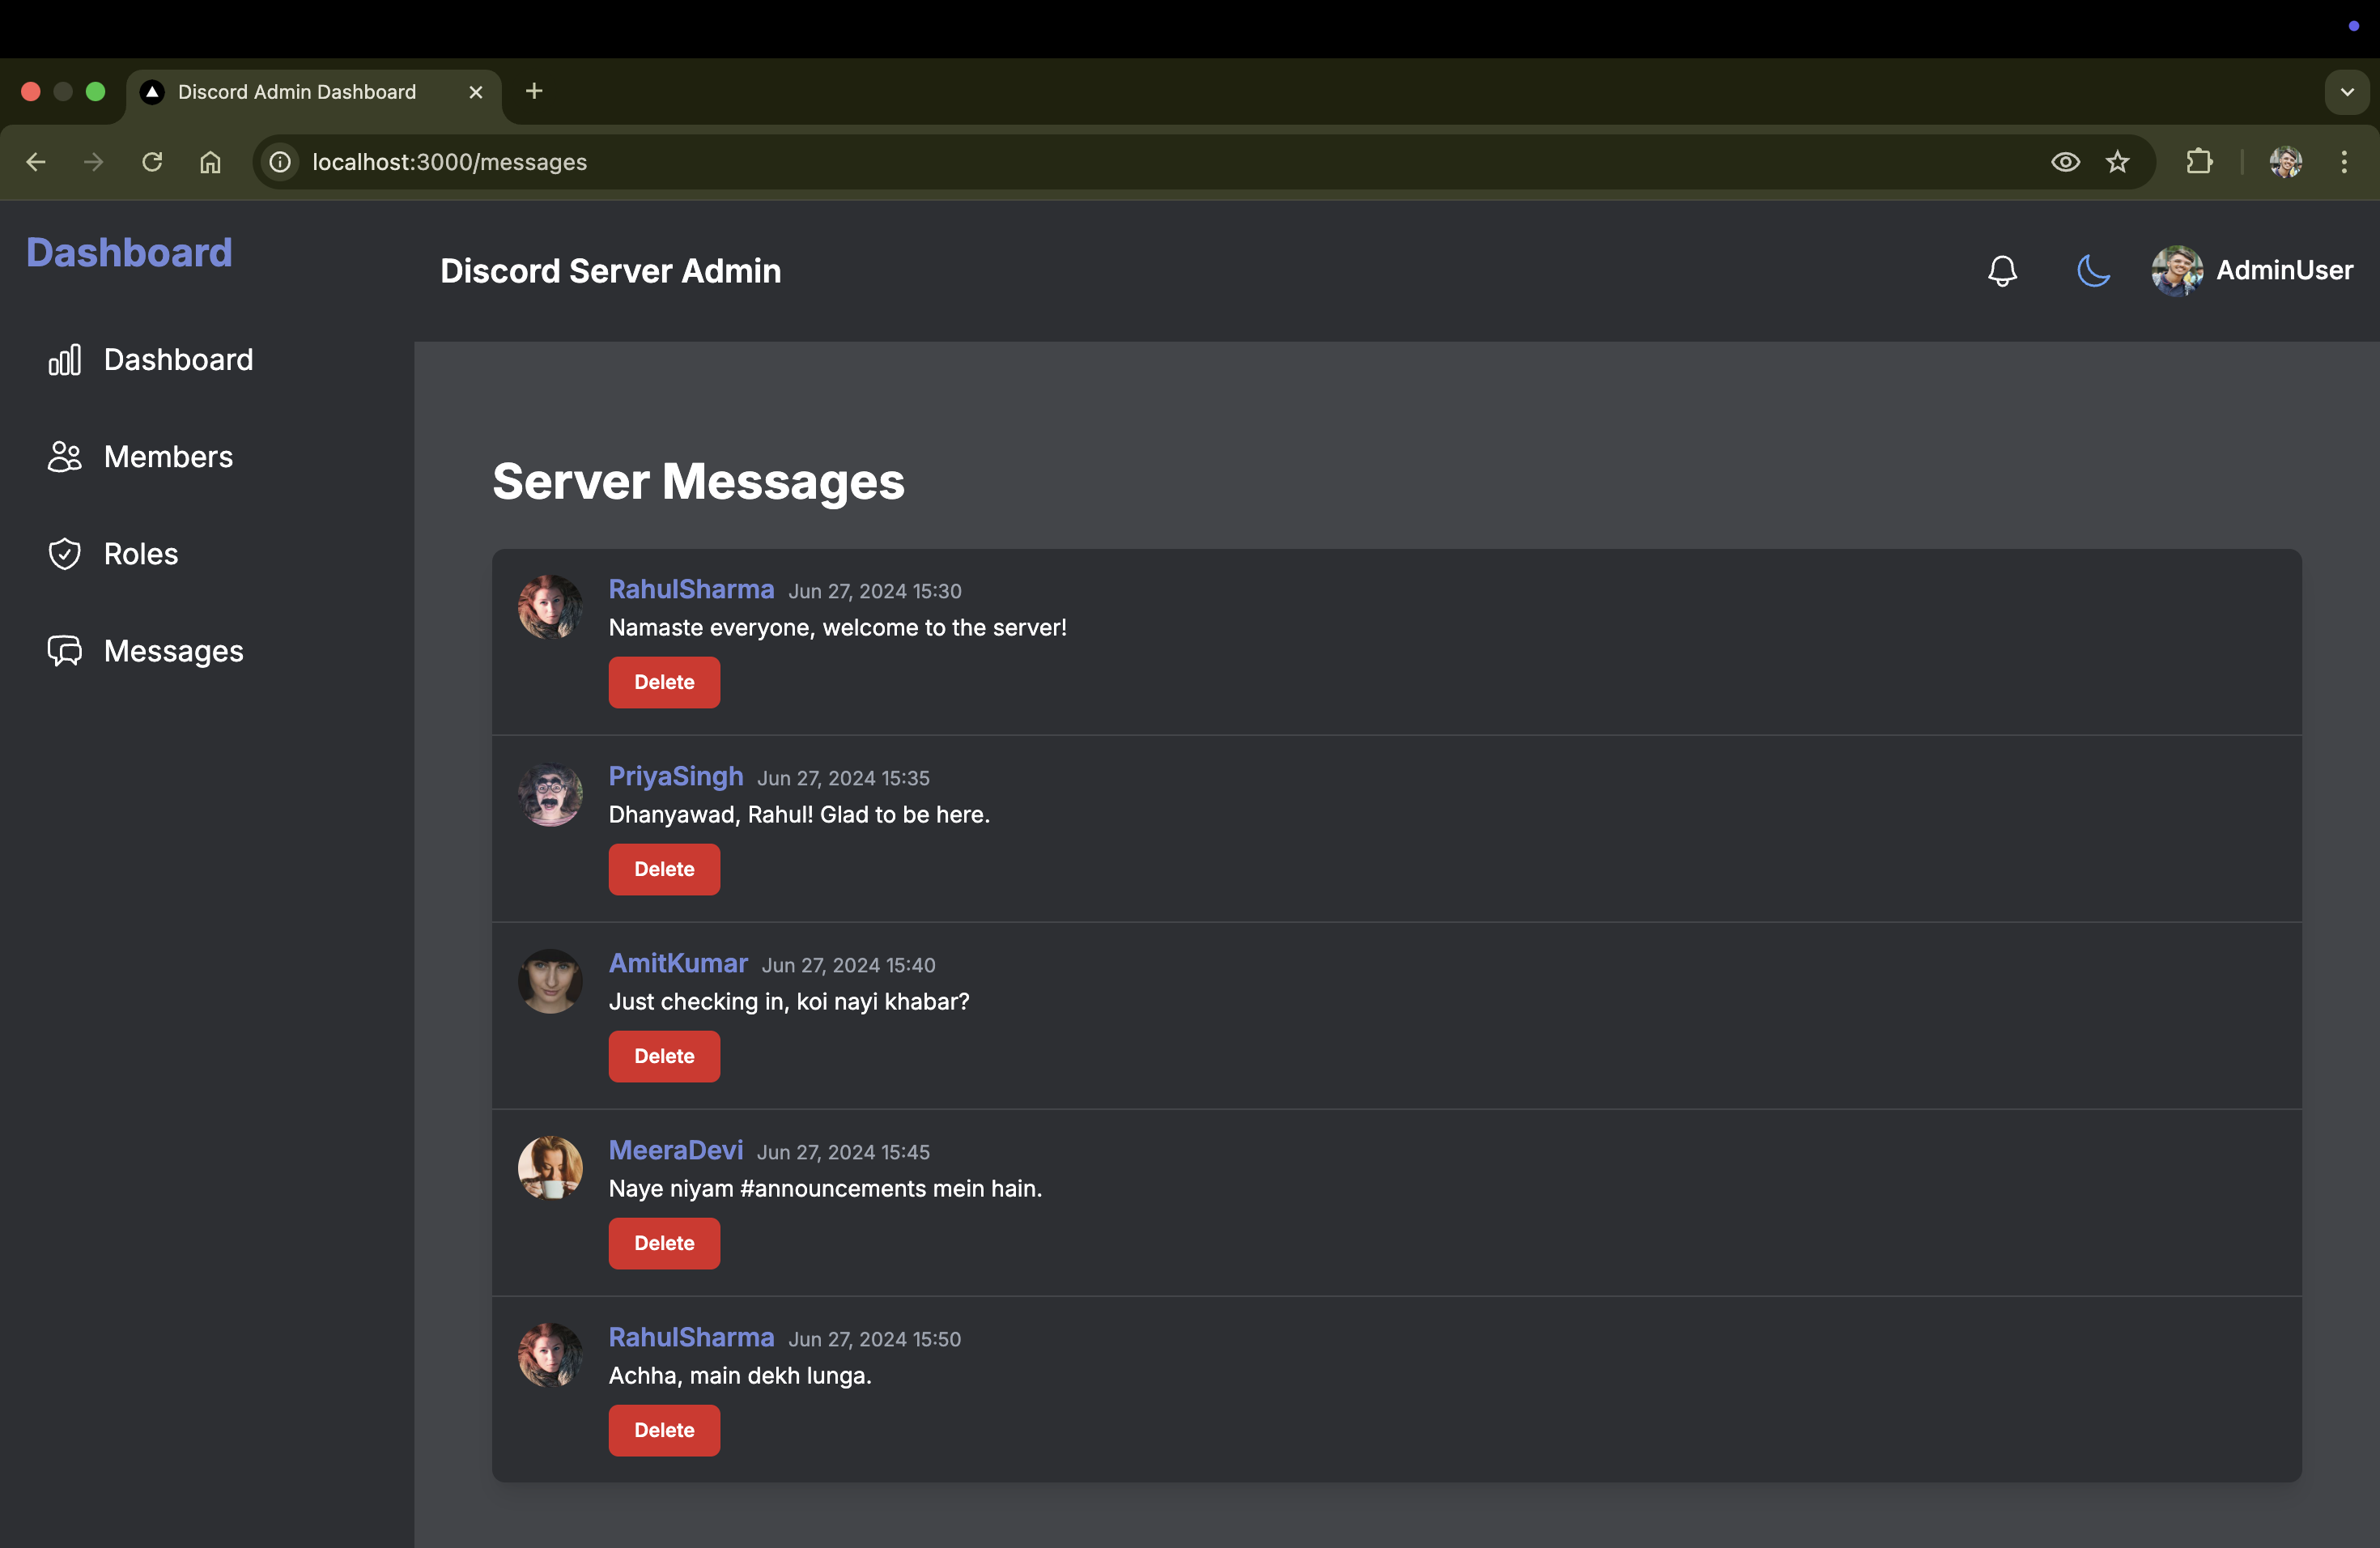 Discord Admin Dashboard
localhost:3000/messages
Dashboard
Discord Server Admin
AdminUser
Dashboard
Members
Roles
Messages
Server Messages
RahulSharma Jun 27, 2024 15:30
Namaste everyone, welcome to the server!
Delete
PriyaSingh Jun 27, 2024 15:35
Dhanyawad, Rahul! Glad to be here.
Delete
AmitKumar Jun 27, 2024 15:40
Just checking in, koi nayi khabar?
Delete
MeeraDevi Jun 27, 2024 15:45
Naye niyam #announcements mein hain.
Delete
RahulSharma Jun 27, 2024 15:50
Achha, main dekh lunga.
Delete